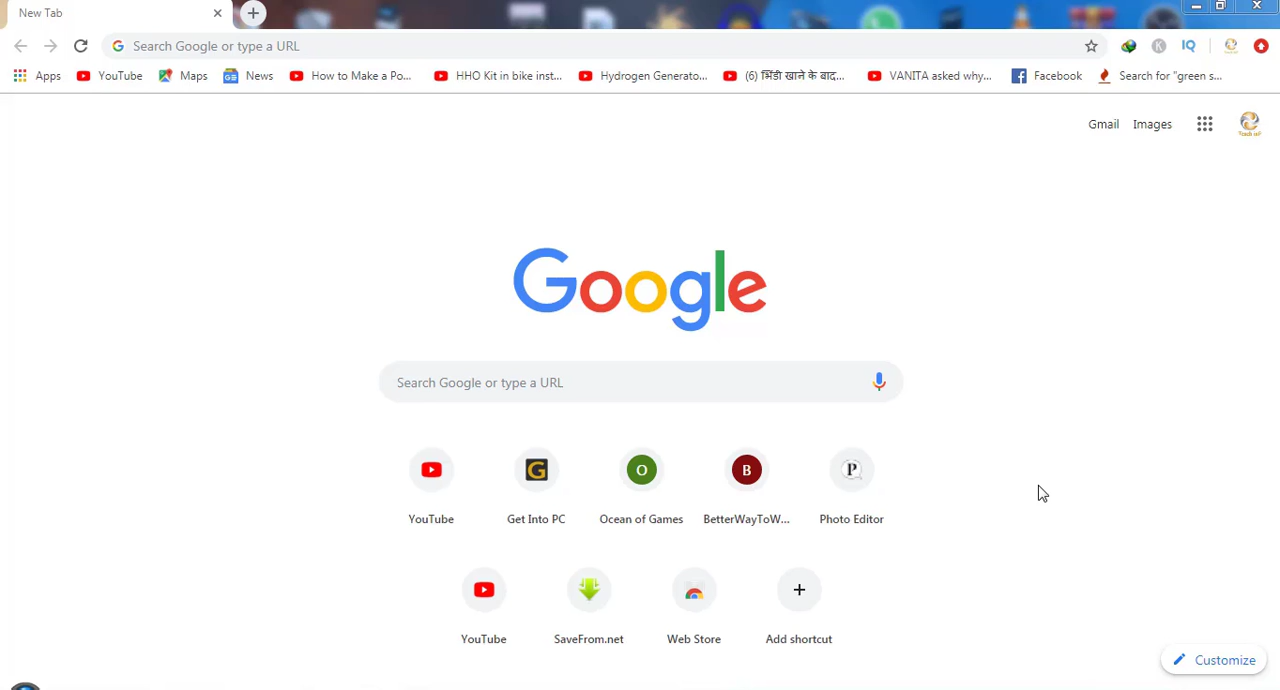 New Tab
Search Google or type a URL
Apps YouTube Maps News How to Make a Po... HHO Kit in bike inst... Hydrogen Generato... (6) भिंडी खाने के बाद... VANITA asked why... Facebook Search for "green s...
Gmail Images
Google
Search Google or type a URL
G O B P
YouTube Get Into PC Ocean of Games BetterWayToW... Photo Editor
YouTube SaveFrom.net Web Store Add shortcut
Customize